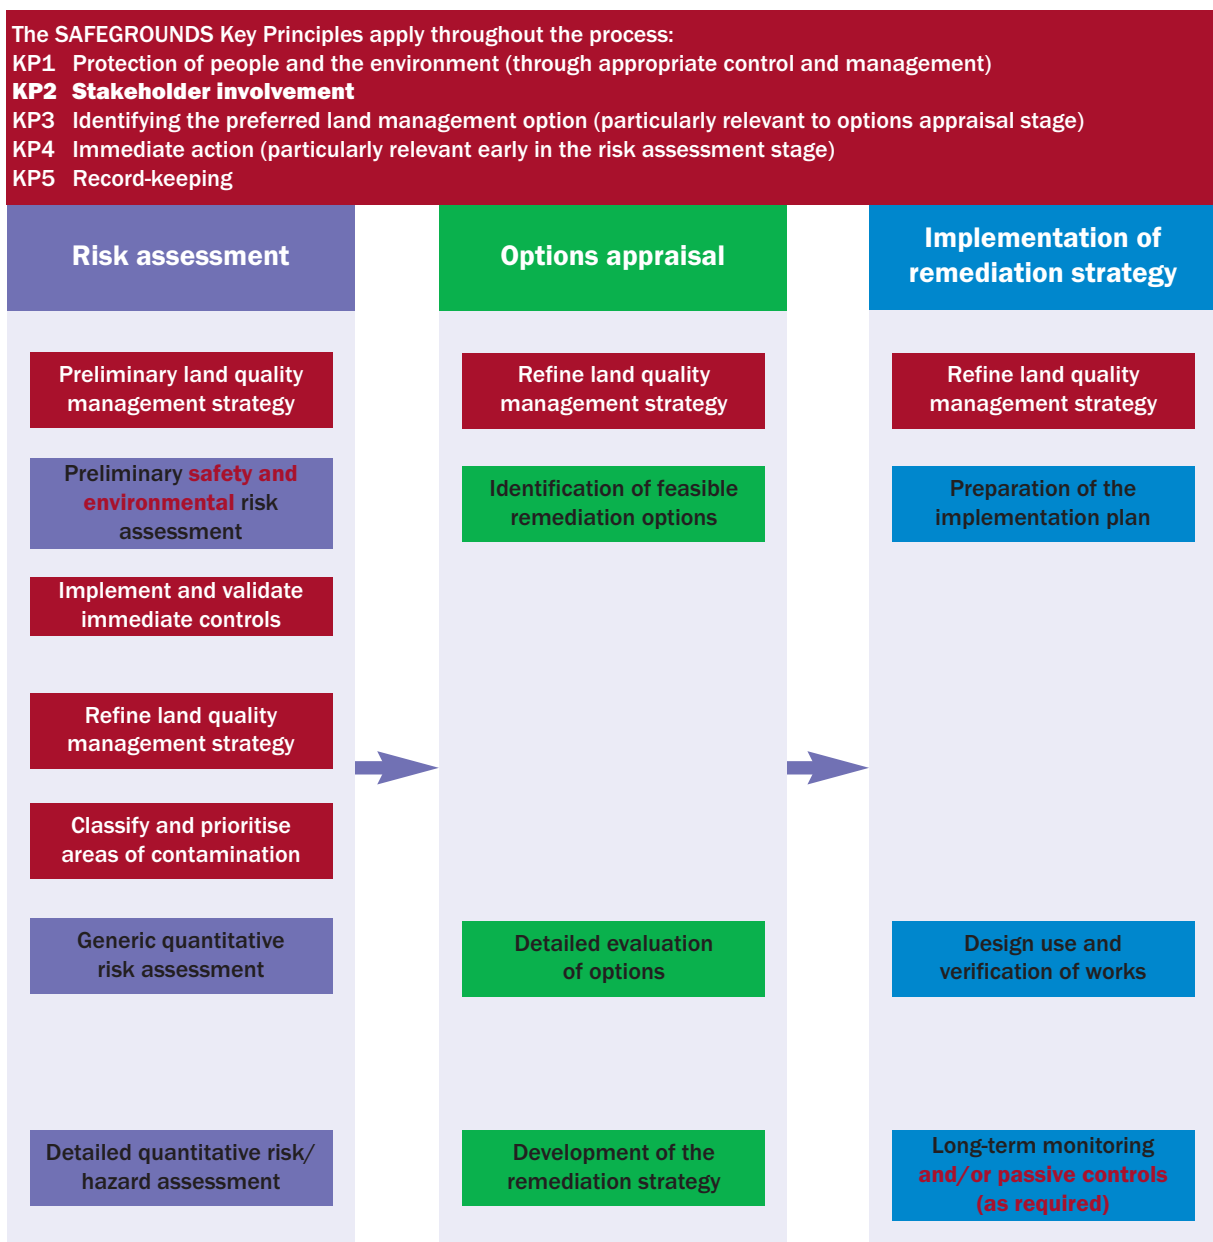 The SAFEGROUNDS Key Principles apply throughout the process:
KP1 Protection of people and the environment (through appropriate control and management)
KP2 Stakeholder involvement
KP3 Identifying the preferred land management option (particularly relevant to options appraisal stage)
KP4 Immediate action (particularly relevant early in the risk assessment stage)
KP5 Record-keeping
Risk assessment
Preliminary land quality
management strategy
Preliminary safety and
environmental risk
assessment
Implement and validate
immediate controls
Refine land quality
management strategy
Classify and prioritise
areas of contamination
Generic quantitative
risk assessment
Detailed quantitative risk/
hazard assessment
Options appraisal
Refine land quality
management strategy
Identification of feasible
remediation options
Detailed evaluation
of options
Development of the
remediation strategy
Implementation of
remediation strategy
Refine land quality
management strategy
Preparation of the
implementation plan
Design use and
verification of works
Long-term monitoring
and/or passive controls
(as required)